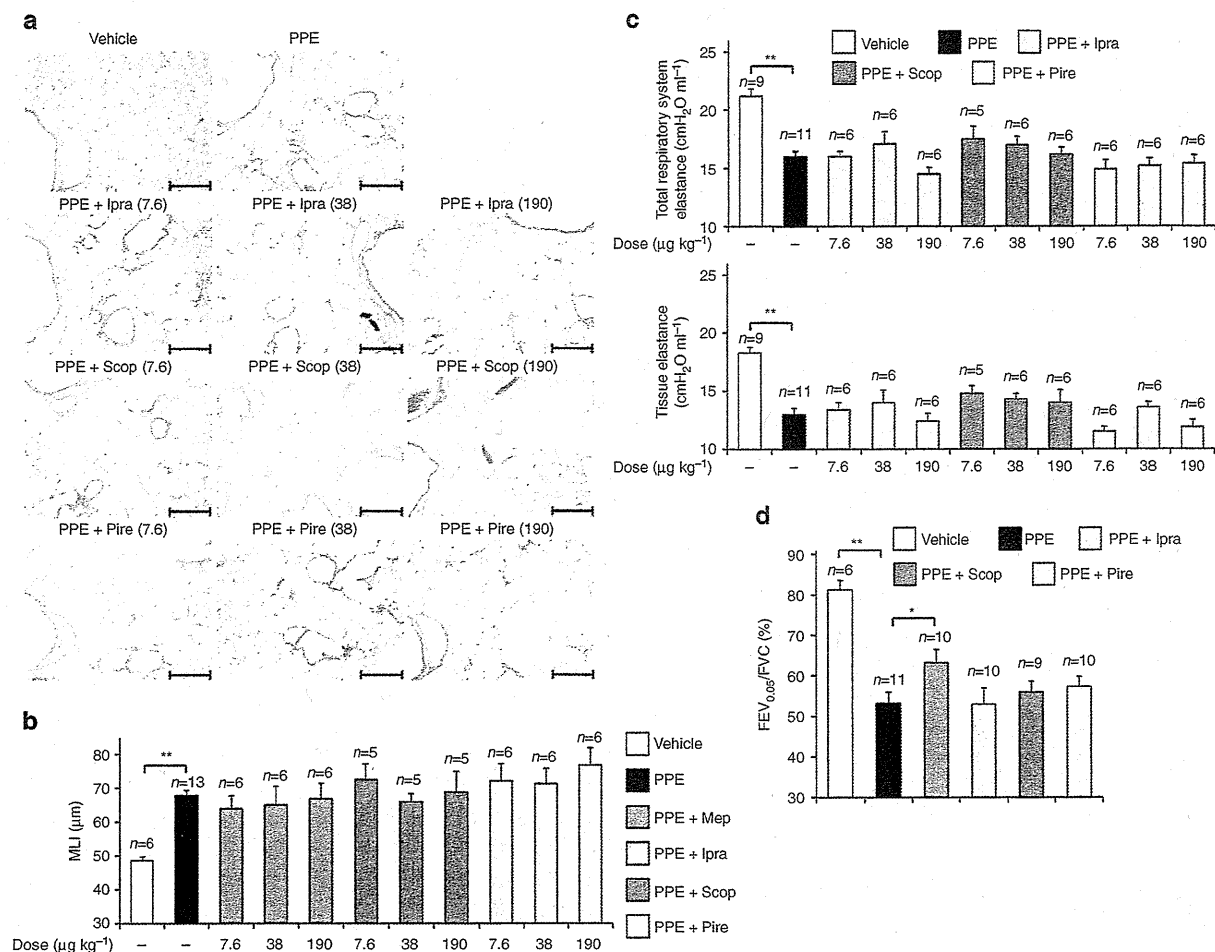 a
Vehicle PPE
PPE + Ipra (7.6) PPE + Ipra (38) PPE + Ipra (190)
PPE + Scop (7.6) PPE + Scop (38) PPE + Scop (190)
PPE + Pire (7.6) PPE + Pire (38) PPE + Pire (190)
b
MLI (μm)
80
70
60
50
40
30
**
n=6 n=13 n=6 n=6 n=6 n=5 n=5 n=6 n=6 n=6 n=6
Dose (μg kg⁻¹) – – 7.6 38 190 7.6 38 190 7.6 38 190
Vehicle
PPE
PPE + Mep
PPE + Ipra
PPE + Scop
PPE + Pire
c
Vehicle PPE PPE + Ipra
PPE + Scop PPE + Pire
Total respiratory system
elastance (cmH₂O ml⁻¹)
25
20
15
10
**
n=9 n=11 n=6 n=6 n=6 n=5 n=6 n=6 n=6 n=6 n=6
Dose (μg kg⁻¹) – – 7.6 38 190 7.6 38 190 7.6 38 190
Tissue elastance
(cmH₂O ml⁻¹)
25
20
15
10
**
n=9 n=11 n=6 n=6 n=6 n=5 n=6 n=6 n=6 n=6 n=6
Dose (μg kg⁻¹) – – 7.6 38 190 7.6 38 190 7.6 38 190
d
Vehicle PPE PPE + Ipra
PPE + Scop PPE + Pire
FEV₀.₀₅/FVC (%)
90
80
70
60
50
40
30
**
*
n=6 n=11 n=10 n=10 n=9 n=10